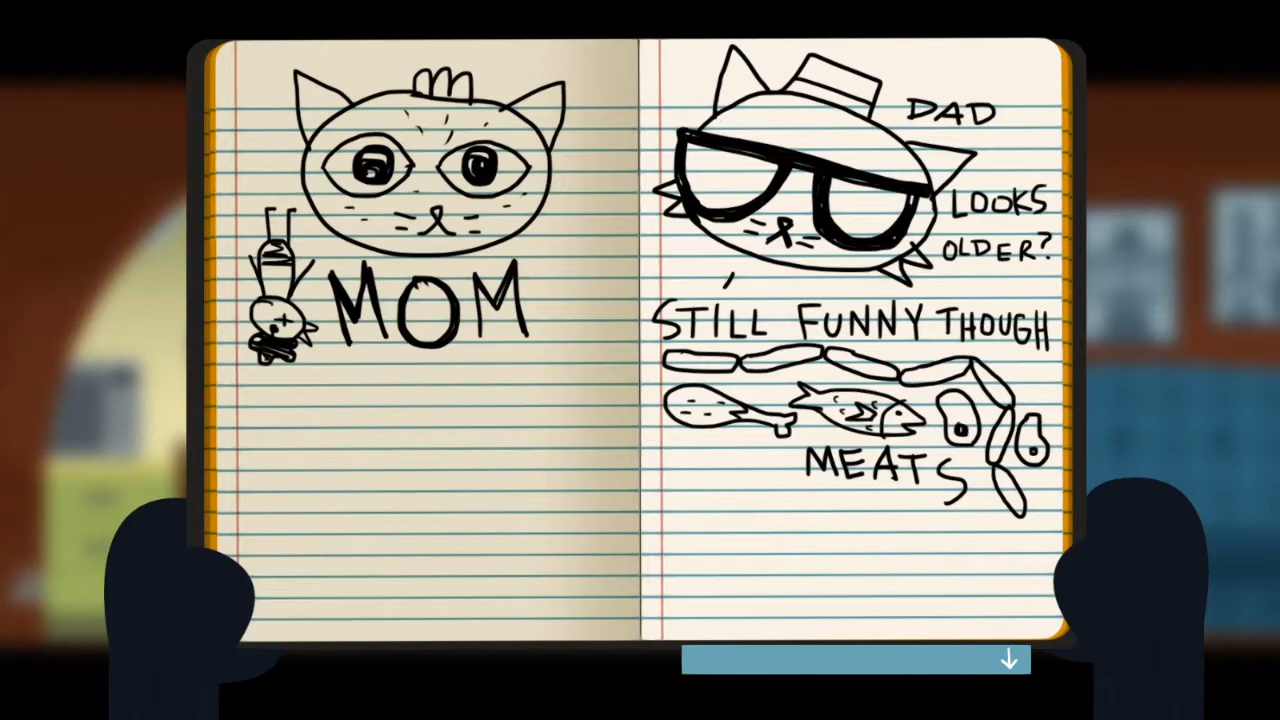 MOM
DAD
LOOKS
OLDER?
STILL FUNNY THOUGH
MEATS